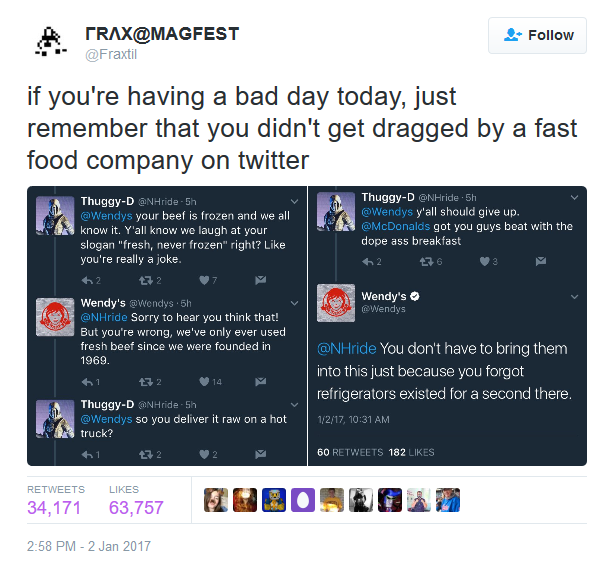 ΓRΛX@MAGFEST
@Fraxtil
Follow
if you're having a bad day today, just
remember that you didn't get dragged by a fast
food company on twitter
Thuggy-D @NHride · 5h
@Wendys your beef is frozen and we all
know it. Y'all know we laugh at your
slogan "fresh, never frozen" right? Like
you're really a joke.
2 2 7
Wendy's @Wendys · 5h
@NHride Sorry to hear you think that!
But you're wrong, we've only ever used
fresh beef since we were founded in
1969.
1 2 14
Thuggy-D @NHride · 5h
@Wendys so you deliver it raw on a hot
truck?
1 2 2
Thuggy-D @NHride · 5h
@Wendys y'all should give up.
@McDonalds got you guys beat with the
dope ass breakfast
2 6 3
Wendy's
@Wendys
@NHride You don't have to bring them
into this just because you forgot
refrigerators existed for a second there.
1/2/17, 10:31 AM
60 RETWEETS 182 LIKES
RETWEETS LIKES
34,171 63,757
2:58 PM - 2 Jan 2017